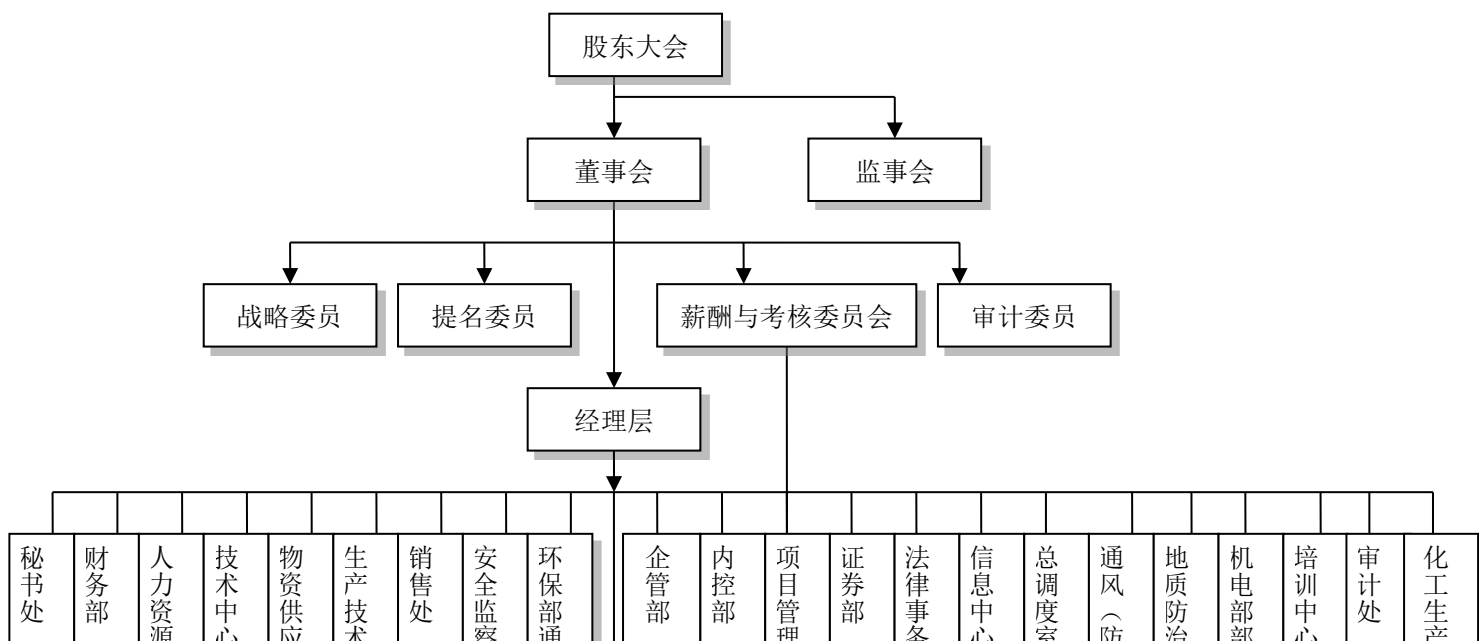 股东大会
董事会
监事会
战略委员
提名委员
薪酬与考核委员会
审计委员
经理层
秘书处
财务部
人力资源
技术中心
物资供应
生产技术
销售处
安全监察
环保部通
企管部
内控部
项目管理
证券部
法律事务
信息中心
总调度室
通风（防
地质防治
机电部部
培训中心
审计处
化工生产